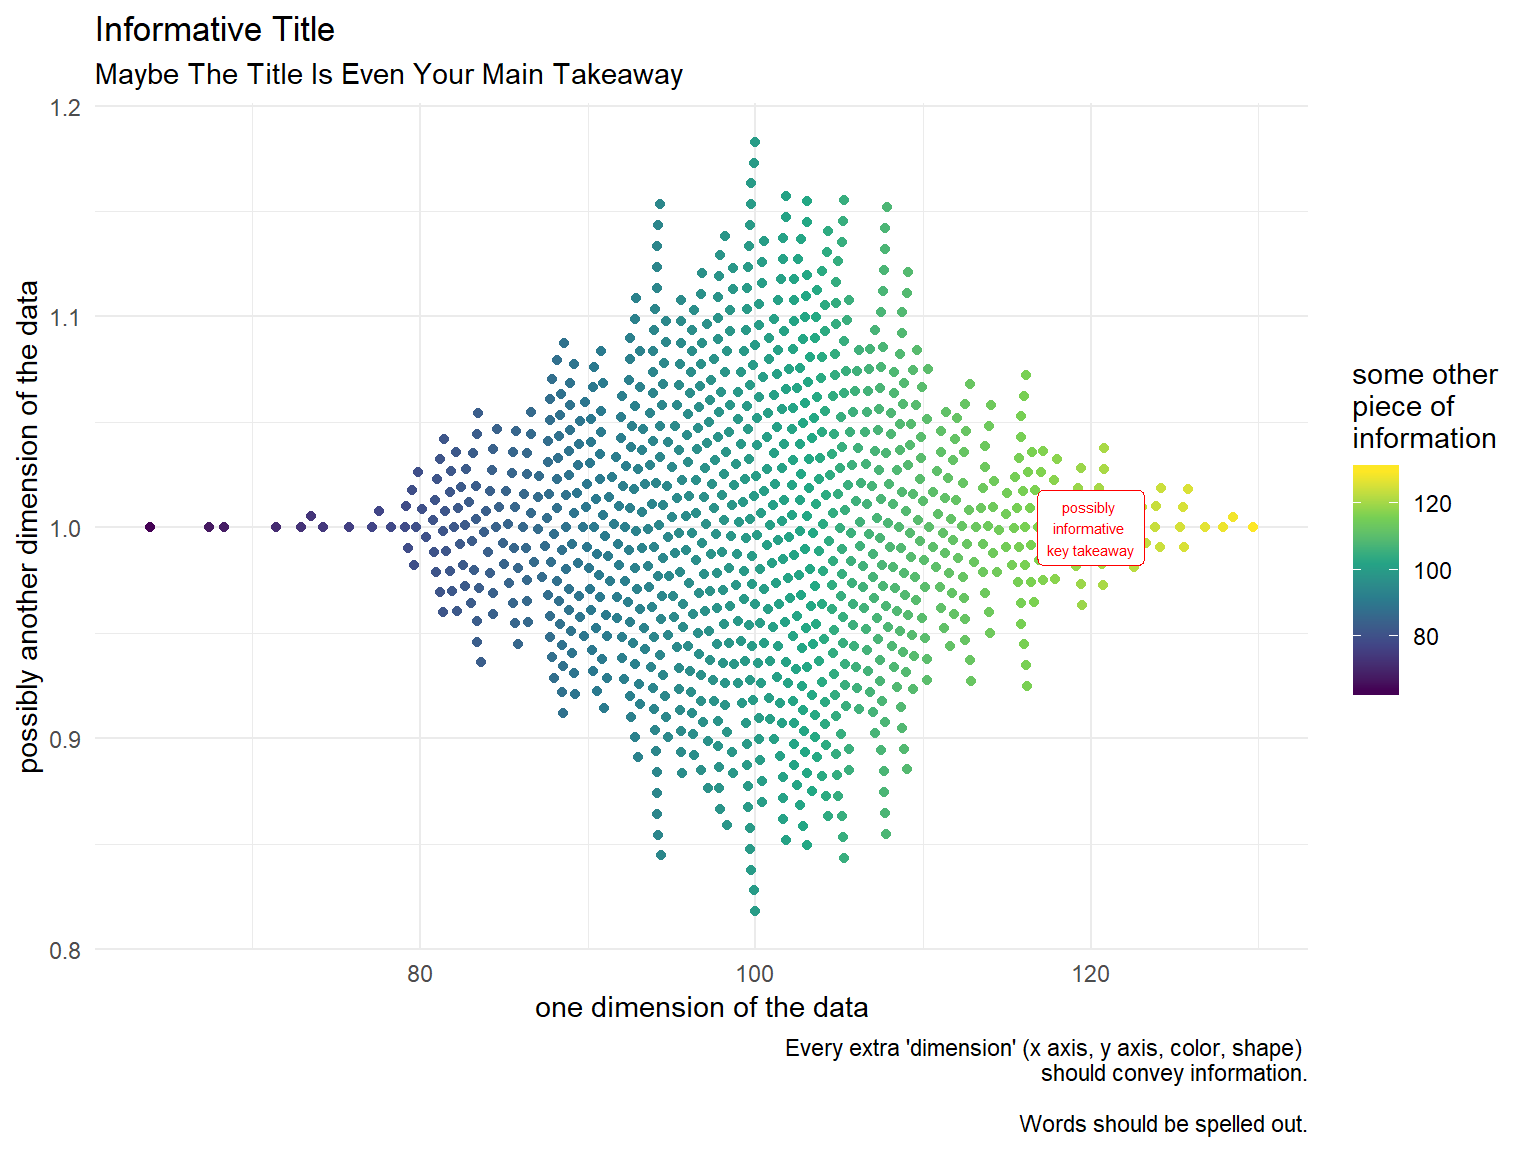 Informative Title
Maybe The Title Is Even Your Main Takeaway
1.2
1.1
1.0
0.9
0.8
possibly another dimension of the data
possibly
informative
key takeaway
80
100
120
one dimension of the data
some other
piece of
information
120
100
80
Every extra 'dimension' (x axis, y axis, color, shape)
should convey information.
Words should be spelled out.